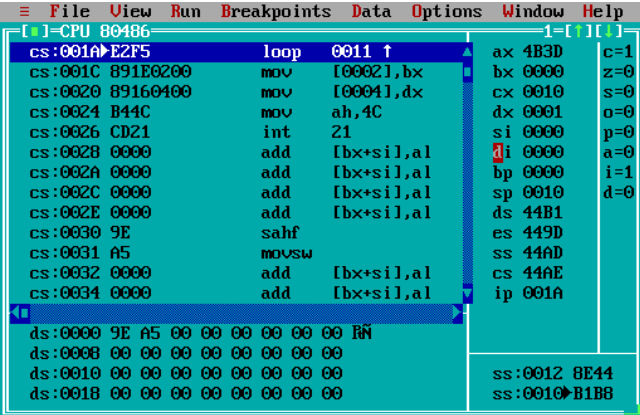 ≡ File View Run Breakpoints Data Options Window Help
[■]=CPU 80486 1=[↑][↓]
cs:001A►E2F5 loop 0011 ↑ ax 4B3D c=1
cs:001C 891E0200 mov [0002],bx bx 0000 z=0
cs:0020 89160400 mov [0004],dx cx 0010 s=0
cs:0024 B44C mov ah,4C dx 0001 o=0
cs:0026 CD21 int 21 si 0000 p=0
cs:0028 0000 add [bx+si],al di 0000 a=0
cs:002A 0000 add [bx+si],al bp 0000 i=1
cs:002C 0000 add [bx+si],al sp 0010 d=0
cs:002E 0000 add [bx+si],al ds 44B1
cs:0030 9E sahf es 449D
cs:0031 A5 movsw ss 44AD
cs:0032 0000 add [bx+si],al cs 44AE
cs:0034 0000 add [bx+si],al ip 001A
ds:0000 9E A5 00 00 00 00 00 00 ₧Ñ
ds:0008 00 00 00 00 00 00 00 00
ds:0010 00 00 00 00 00 00 00 00 ss:0012 8E44
ds:0018 00 00 00 00 00 00 00 00 ss:0010►B1B8